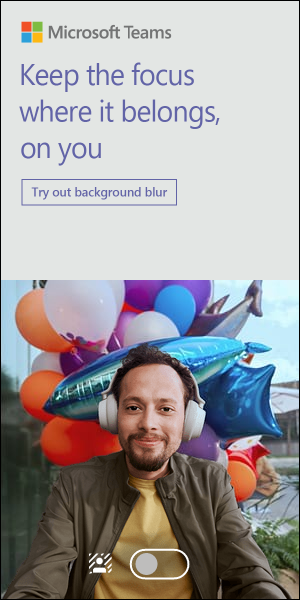 Microsoft Teams
Keep the focus
where it belongs,
on you
Try out background blur